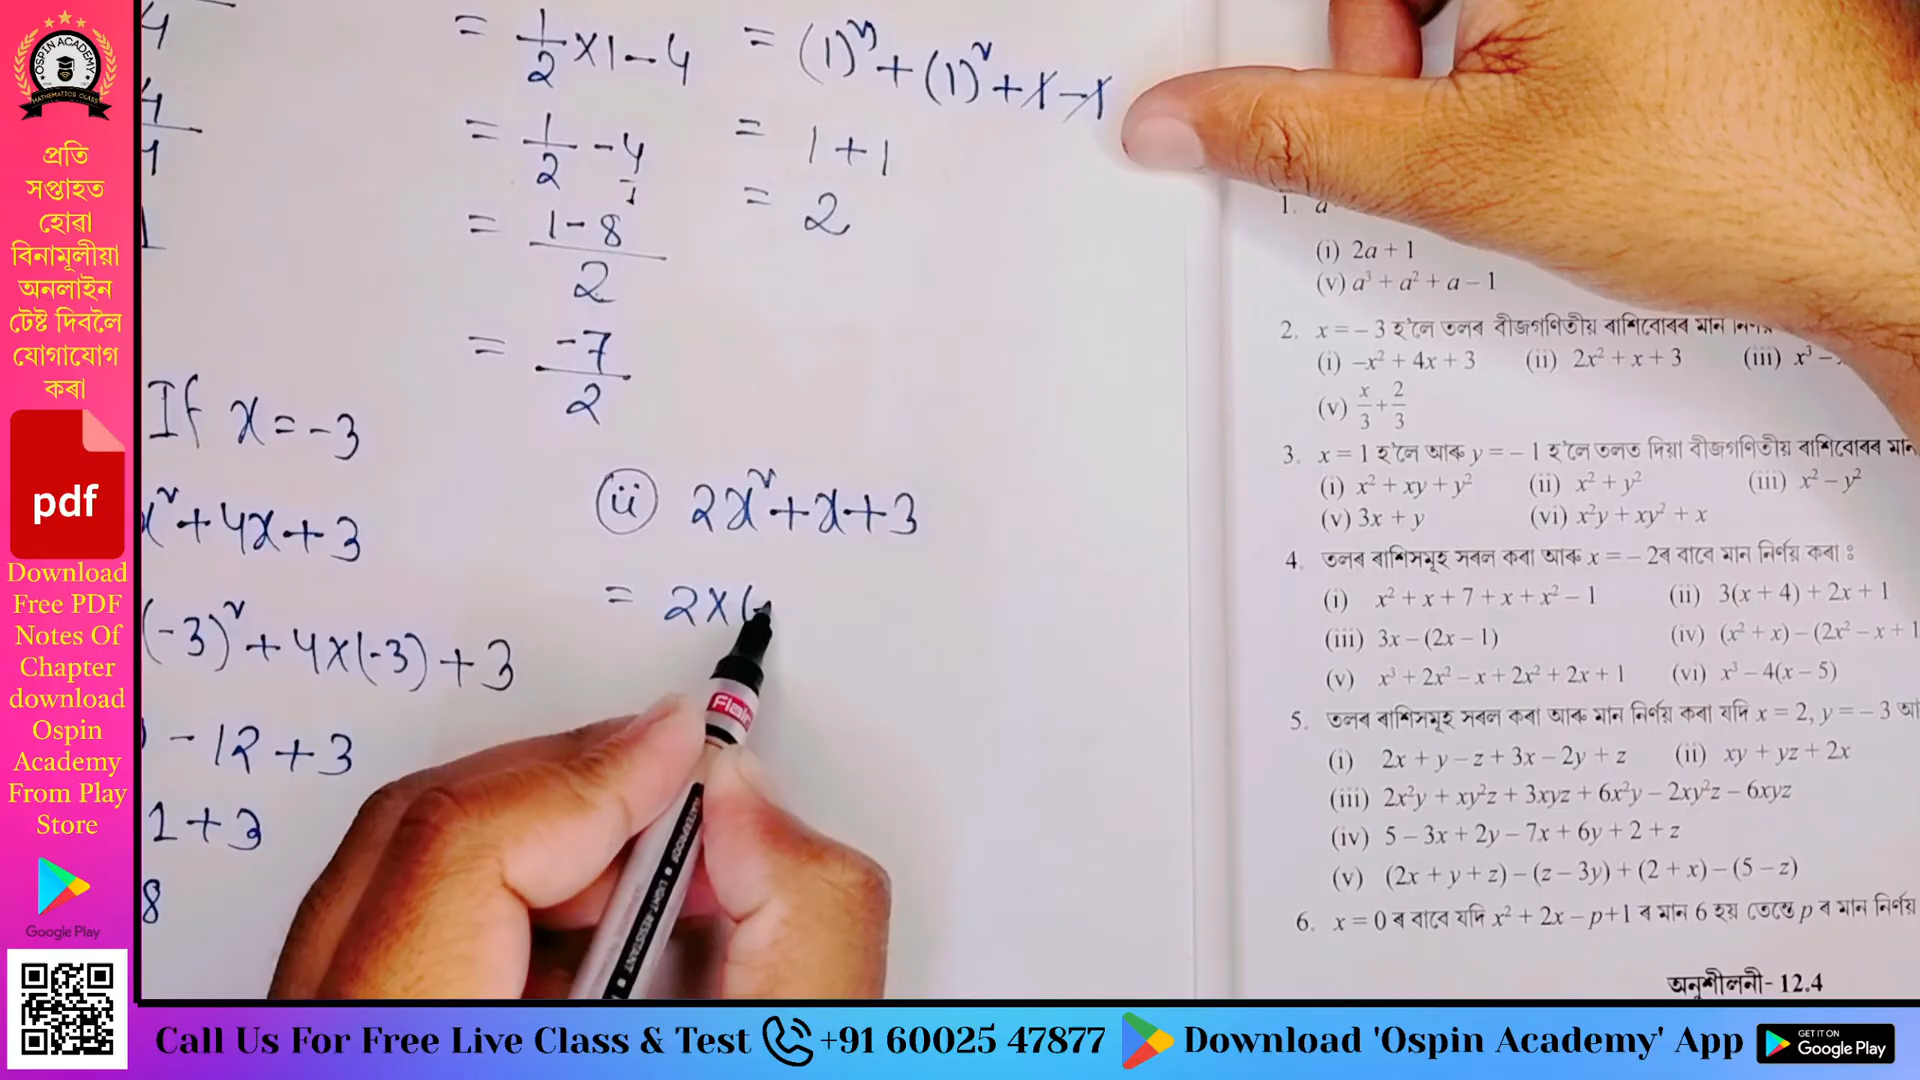 OSPIN ACADEMY
MATHEMATICS CLASS
প্ৰতি
সপ্তাহত
হোৱা
বিনামূলীয়া
অনলাইন
টেষ্ট দিবলৈ
যোগাযোগ
কৰা
pdf
Download
Free PDF
Notes Of
Chapter
download
Ospin
Academy
From Play
Store
Google Play
4
4
4
1
= 1/2 × 1 - 4
= 1/2 - 4/1
= 1 - 8 / 2
= -7/2
= (1)³ + (1)² + x - x
= 1 + 1
= 2
If x = -3
x² + 4x + 3
(-3)² + 4×(-3) + 3
- 12 + 3
1 + 3
8
(ii) 2x² + x + 3
= 2×(-
Flair
1. a
(i) 2a + 1
(v) a³ + a² + a – 1
2. x = – 3 হ'লে তলৰ বীজগণিতীয় ৰাশিবোৰৰ মান
(i) –x² + 4x + 3 (ii) 2x² + x + 3 (iii) x³ –
(v) x/3 + 2/3
3. x = 1 হ'লে আৰু y = – 1 হ'লে তলত দিয়া বীজগণিতীয় ৰাশিবোৰৰ মান
(i) x² + xy + y² (ii) x² + y² (iii) x² – y²
(v) 3x + y (vi) x²y + xy² + x
4. তলৰ ৰাশিসমূহ সৰল কৰা আৰু x = – 2ৰ বাবে মান নিৰ্ণয় কৰা ঃ
(i) x² + x + 7 + x + x² – 1 (ii) 3(x + 4) + 2x + 1
(iii) 3x – (2x – 1) (iv) (x² + x) – (2x² – x + 1
(v) x³ + 2x² – x + 2x² + 2x + 1 (vi) x³ – 4(x – 5)
5. তলৰ ৰাশিসমূহ সৰল কৰা আৰু মান নিৰ্ণয় কৰা যদি x = 2, y = – 3 আ
(i) 2x + y – z + 3x – 2y + z (ii) xy + yz + 2x
(iii) 2x²y + xy²z + 3xyz + 6x²y – 2xy²z – 6xyz
(iv) 5 – 3x + 2y – 7x + 6y + 2 + z
(v) (2x + y + z) – (z – 3y) + (2 + x) – (5 – z)
6. x = 0 ৰ বাবে যদি x² + 2x – p+1 ৰ মান 6 হয় তেন্তে p ৰ মান নিৰ্ণয়
অনুশীলনী- 12.4
Call Us For Free Live Class & Test +91 60025 47877 Download 'Ospin Academy' App
GET IT ON
Google Play